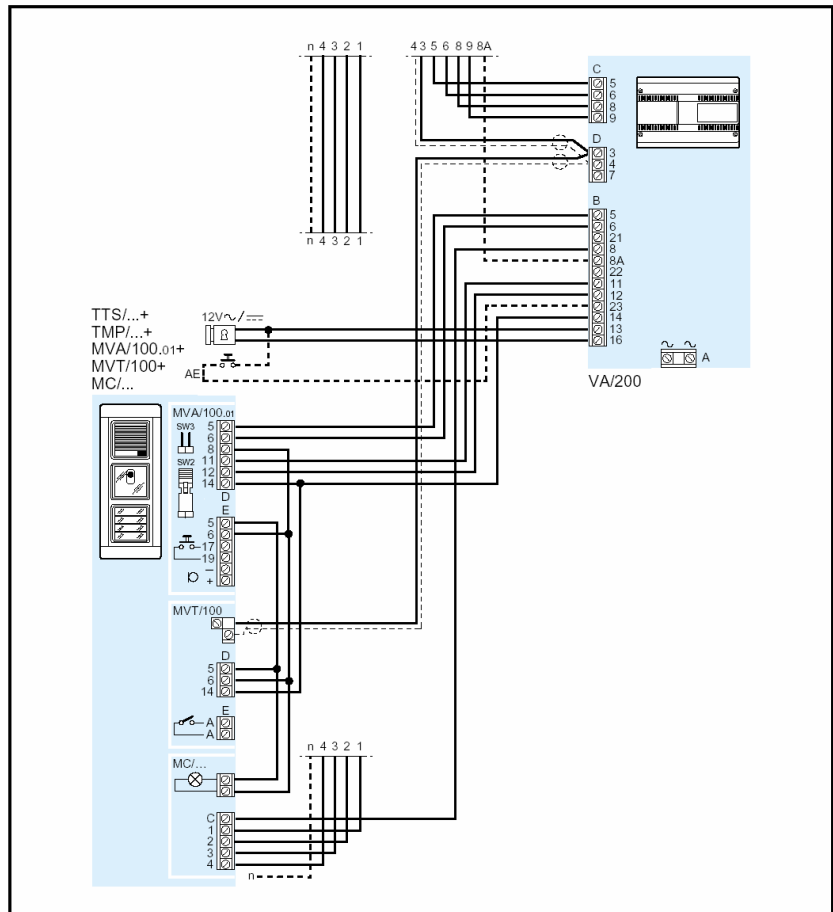 n 4 3 2 1
4 3 5 6 8 9 8A
C
5
6
8
9
D
3
4
7
B
5
6
21
8
8A
22
11
12
23
14
13
16
A
VA/200
n 4 3 2 1
TTS/...+
TMP/...+
MVA/100.01+
MVT/100+
MC/...
12V~/
AE
MVA/100.01
SW3
SW2
5
6
8
11
12
14
D
E
5
6
17
19
–
+
MVT/100
D
5
6
14
E
A
A
MC/...
n 4 3 2 1
C
1
2
3
4
n